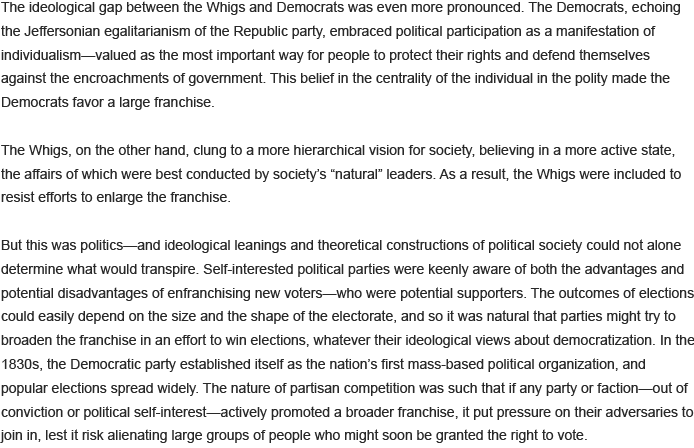 The ideological gap between the Whigs and Democrats was even more pronounced. The Democrats, echoing
the Jeffersonian egalitarianism of the Republic party, embraced political participation as a manifestation of
individualism—valued as the most important way for people to protect their rights and defend themselves
against the encroachments of government. This belief in the centrality of the individual in the polity made the
Democrats favor a large franchise.

The Whigs, on the other hand, clung to a more hierarchical vision for society, believing in a more active state,
the affairs of which were best conducted by society’s “natural” leaders. As a result, the Whigs were included to
resist efforts to enlarge the franchise.

But this was politics—and ideological leanings and theoretical constructions of political society could not alone
determine what would transpire. Self-interested political parties were keenly aware of both the advantages and
potential disadvantages of enfranchising new voters—who were potential supporters. The outcomes of elections
could easily depend on the size and the shape of the electorate, and so it was natural that parties might try to
broaden the franchise in an effort to win elections, whatever their ideological views about democratization. In the
1830s, the Democratic party established itself as the nation’s first mass-based political organization, and
popular elections spread widely. The nature of partisan competition was such that if any party or faction—out of
conviction or political self-interest—actively promoted a broader franchise, it put pressure on their adversaries to
join in, lest it risk alienating large groups of people who might soon be granted the right to vote.